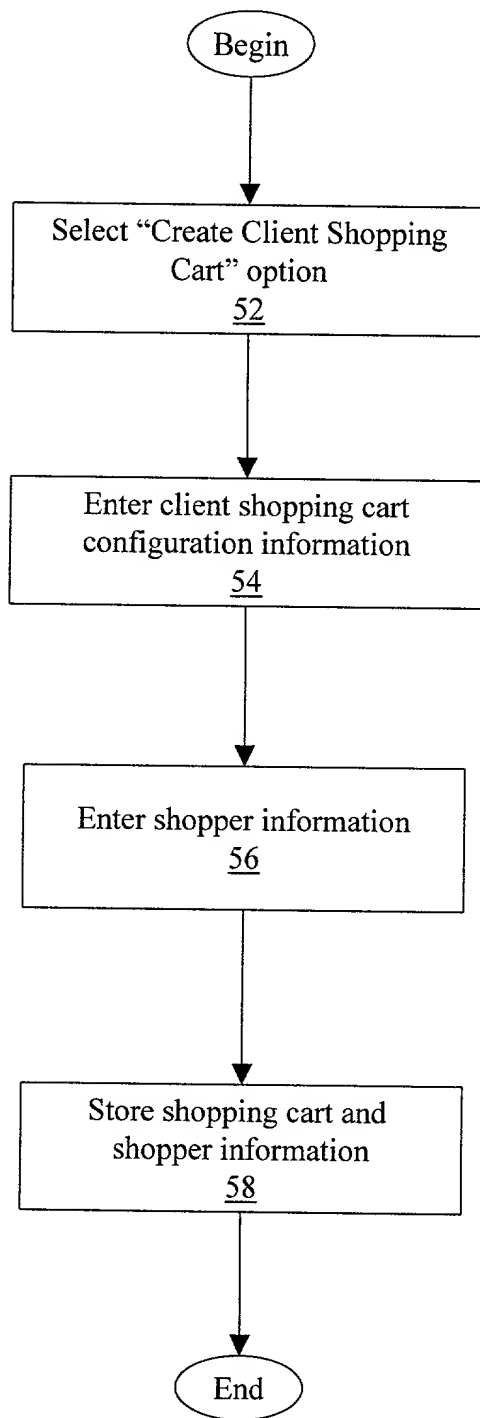 Begin
Select “Create Client Shopping
Cart” option
52
Enter client shopping cart
configuration information
54
Enter shopper information
56
Store shopping cart and
shopper information
58
End